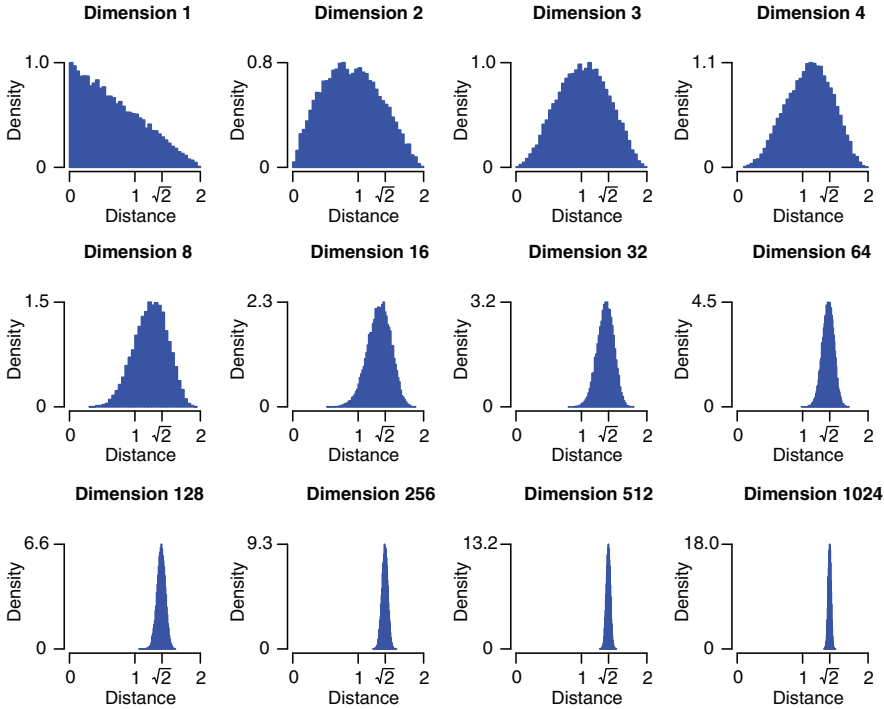 Dimension 1
Dimension 2
Dimension 3
Dimension 4
1.0
0
Density
0 1 √2 2
Distance
0.8
0
Density
0 1 √2 2
Distance
1.0
0
Density
0 1 √2 2
Distance
1.1
0
Density
0 1 √2 2
Distance
Dimension 8
Dimension 16
Dimension 32
Dimension 64
1.5
0
Density
0 1 √2 2
Distance
2.3
0
Density
0 1 √2 2
Distance
3.2
0
Density
0 1 √2 2
Distance
4.5
0
Density
0 1 √2 2
Distance
Dimension 128
Dimension 256
Dimension 512
Dimension 1024
6.6
0
Density
0 1 √2 2
Distance
9.3
0
Density
0 1 √2 2
Distance
13.2
0
Density
0 1 √2 2
Distance
18.0
0
Density
0 1 √2 2
Distance